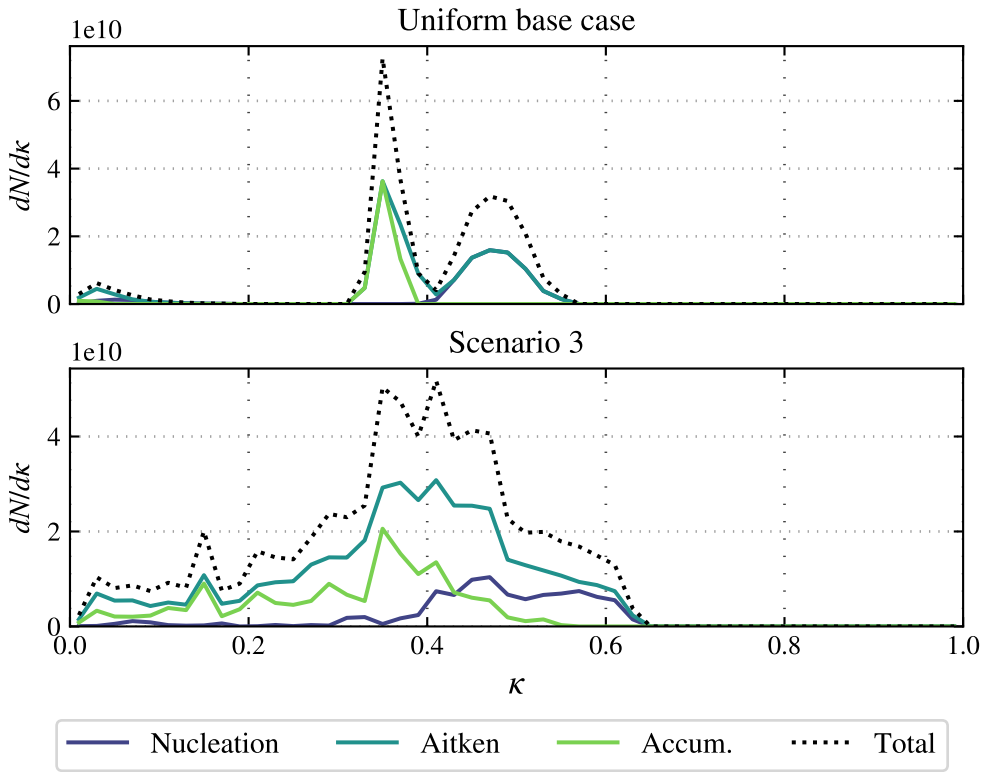 Uniform base case
1e10
6
4
2
0
dN/dκ
Scenario 3
1e10
4
2
0
dN/dκ
0.0 0.2 0.4 0.6 0.8 1.0
κ
Nucleation Aitken Accum. Total